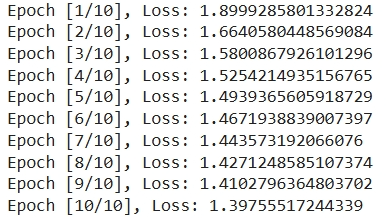 Epoch [1/10], Loss: 1.8999285801332824
Epoch [2/10], Loss: 1.6640580448569084
Epoch [3/10], Loss: 1.5800867926101296
Epoch [4/10], Loss: 1.5254214935156765
Epoch [5/10], Loss: 1.4939365605918729
Epoch [6/10], Loss: 1.4671938839007397
Epoch [7/10], Loss: 1.443573192066076
Epoch [8/10], Loss: 1.4271248585107374
Epoch [9/10], Loss: 1.4102796364803702
Epoch [10/10], Loss: 1.39755517244339